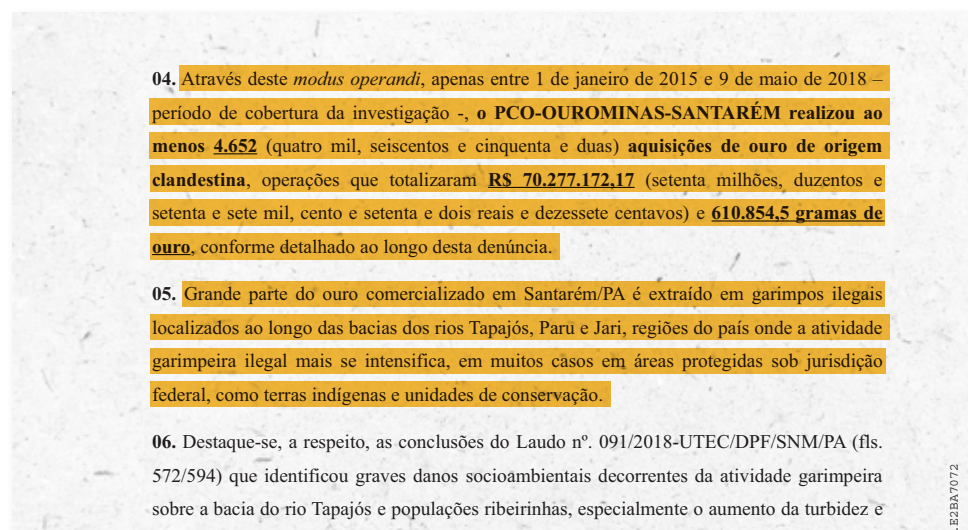 04. Através deste modus operandi, apenas entre 1 de janeiro de 2015 e 9 de maio de 2018 –
período de cobertura da investigação -, o PCO-OUROMINAS-SANTARÉM realizou ao
menos 4.652 (quatro mil, seiscentos e cinquenta e duas) aquisições de ouro de origem
clandestina, operações que totalizaram R$ 70.277.172,17 (setenta milhões, duzentos e
setenta e sete mil, cento e setenta e dois reais e dezessete centavos) e 610.854,5 gramas de
ouro, conforme detalhado ao longo desta denúncia.
05. Grande parte do ouro comercializado em Santarém/PA é extraído em garimpos ilegais
localizados ao longo das bacias dos rios Tapajós, Paru e Jari, regiões do país onde a atividade
garimpeira ilegal mais se intensifica, em muitos casos em áreas protegidas sob jurisdição
federal, como terras indígenas e unidades de conservação.
06. Destaque-se, a respeito, as conclusões do Laudo nº. 091/2018-UTEC/DPF/SNM/PA (fls.
572/594) que identificou graves danos socioambientais decorrentes da atividade garimpeira
sobre a bacia do rio Tapajós e populações ribeirinhas, especialmente o aumento da turbidez e
E2BA7072